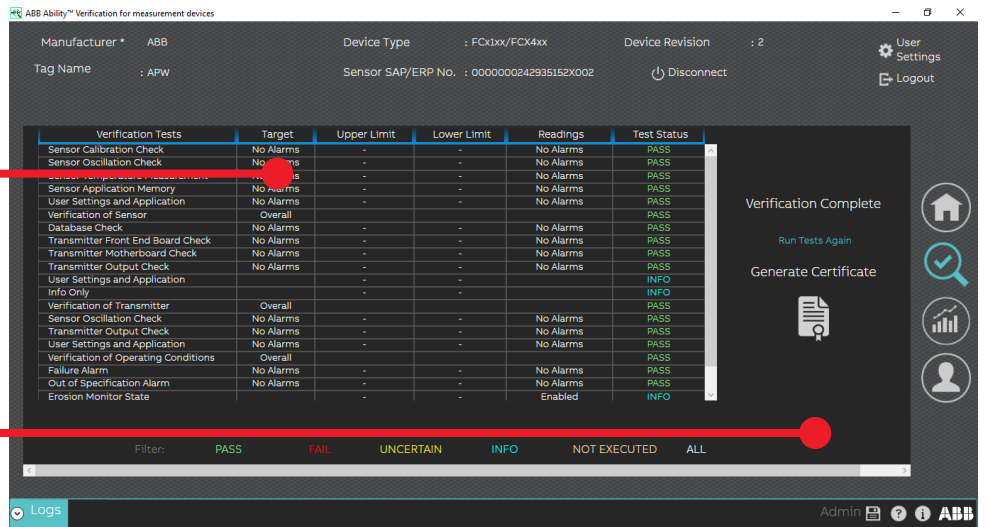 ABB Ability™ Verification for measurement devices
Manufacturer * ABB Device Type : FCx1xx/FCX4xx Device Revision : 2 User Settings
Tag Name : APW Sensor SAP/ERP No. : 0000000242935152X002 Disconnect
Logout
Verification Tests Target Upper Limit Lower Limit Readings Test Status
Sensor Calibration Check No Alarms - - No Alarms PASS
Sensor Oscillation Check No Alarms - - No Alarms PASS
Sensor Temperature Measurement No Alarms - - No Alarms PASS
Sensor Application Memory No Alarms - - No Alarms PASS
User Settings and Application No Alarms - - No Alarms PASS
Verification of Sensor Overall PASS
Database Check No Alarms - - No Alarms PASS
Transmitter Front End Board Check No Alarms - - No Alarms PASS
Transmitter Motherboard Check No Alarms - - No Alarms PASS
Transmitter Output Check No Alarms - - No Alarms PASS
User Settings and Application - - INFO
Info Only - - INFO
Verification of Transmitter Overall PASS
Sensor Oscillation Check No Alarms - - No Alarms PASS
Transmitter Output Check No Alarms - - No Alarms PASS
User Settings and Application No Alarms - - No Alarms PASS
Verification of Operating Conditions Overall PASS
Failure Alarm No Alarms - - No Alarms PASS
Out of Specification Alarm No Alarms - - No Alarms PASS
Erosion Monitor State - - Enabled INFO
Verification Complete
Run Tests Again
Generate Certificate
Filter: PASS FAIL UNCERTAIN INFO NOT EXECUTED ALL
Logs Admin ABB